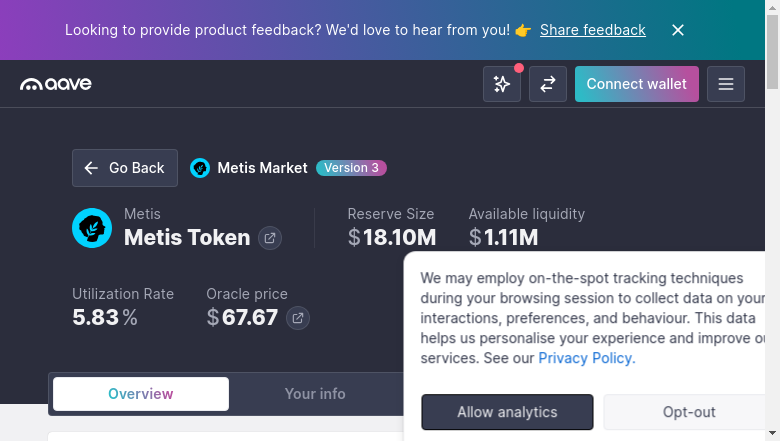 Looking to provide product feedback? We'd love to hear from you! 👉 Share feedback
aave
Connect wallet
Go Back
Metis Market
Version 3
Metis
Metis Token
Reserve Size
$18.10M
Available liquidity
$1.11M
Utilization Rate
5.83%
Oracle price
$67.67
Overview
Your info
We may employ on-the-spot tracking techniques
during your browsing session to collect data on your
interactions, preferences, and behaviour. This data
helps us personalise your experience and improve
services. See our Privacy Policy.
Allow analytics
Opt-out